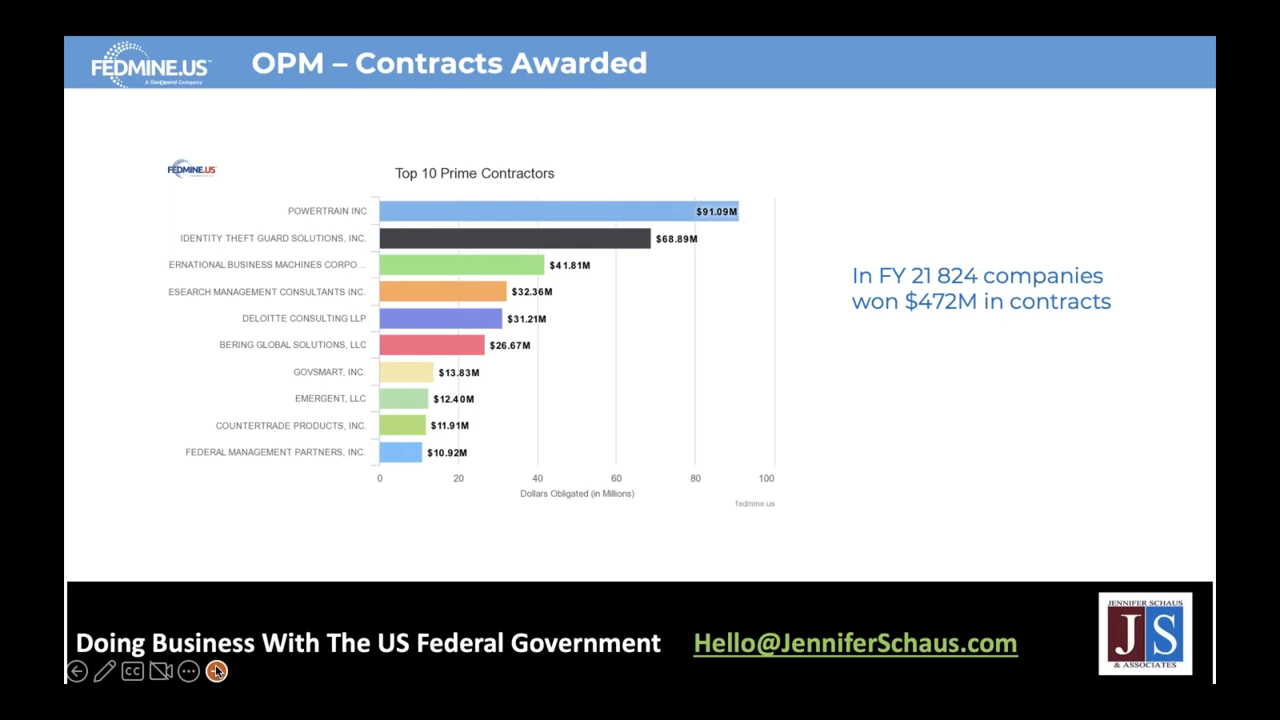 FEDMINE.US
A GovSpend Company
OPM – Contracts Awarded
FEDMINE.US
Top 10 Prime Contractors
POWERTRAIN INC
$91.09M
IDENTITY THEFT GUARD SOLUTIONS, INC.
$68.89M
ERNATIONAL BUSINESS MACHINES CORPO...
$41.81M
ESEARCH MANAGEMENT CONSULTANTS INC.
$32.36M
DELOITTE CONSULTING LLP
$31.21M
BERING GLOBAL SOLUTIONS, LLC
$26.67M
GOVSMART, INC.
$13.83M
EMERGENT, LLC
$12.40M
COUNTERTRADE PRODUCTS, INC.
$11.91M
FEDERAL MANAGEMENT PARTNERS, INC.
$10.92M
0 20 40 60 80 100
Dollars Obligated (in Millions)
fedmine.us
In FY 21 824 companies
won $472M in contracts
Doing Business With The US Federal Government
Hello@JenniferSchaus.com
JENNIFER SCHAUS
JS
& ASSOCIATES
CC